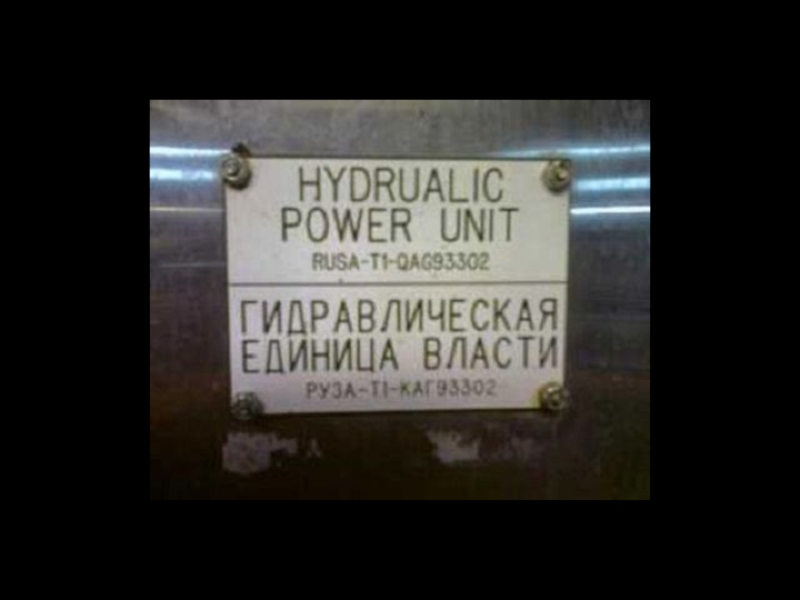 HYDRUALIC
POWER UNIT
RUSA-T1-QAG93302
ГИДРАВЛИЧЕСКАЯ
ЕДИНИЦА ВЛАСТИ
РУЗА-Т1-КАГ93302